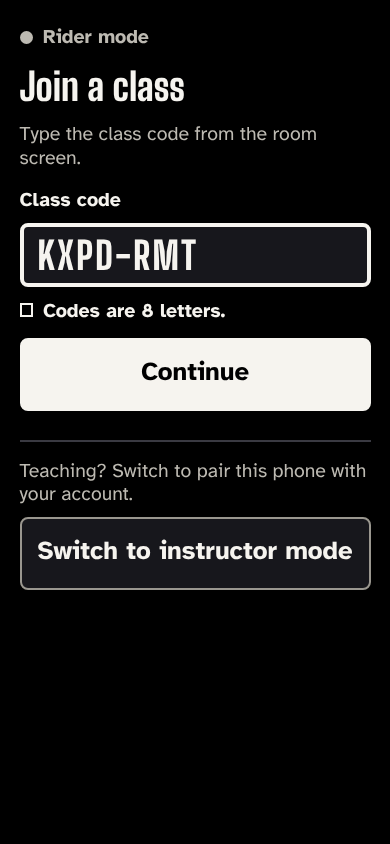 Rider mode
Join a class
Type the class code from the room
screen.
Class code
KXPD-RMT
Codes are 8 letters.
Continue
Teaching? Switch to pair this phone with
your account.
Switch to instructor mode